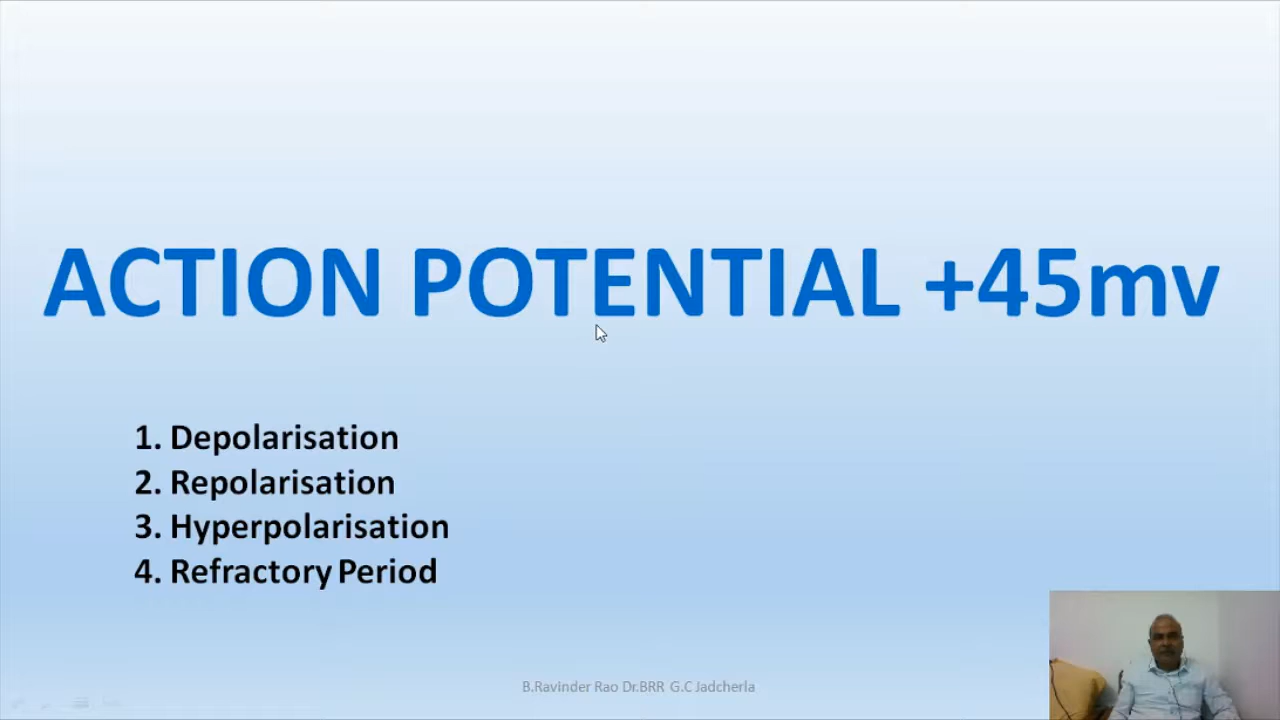 ACTION POTENTIAL +45mv
1. Depolarisation
2. Repolarisation
3. Hyperpolarisation
4. Refractory Period
B.Ravinder Rao Dr.BRR G.C Jadcherla